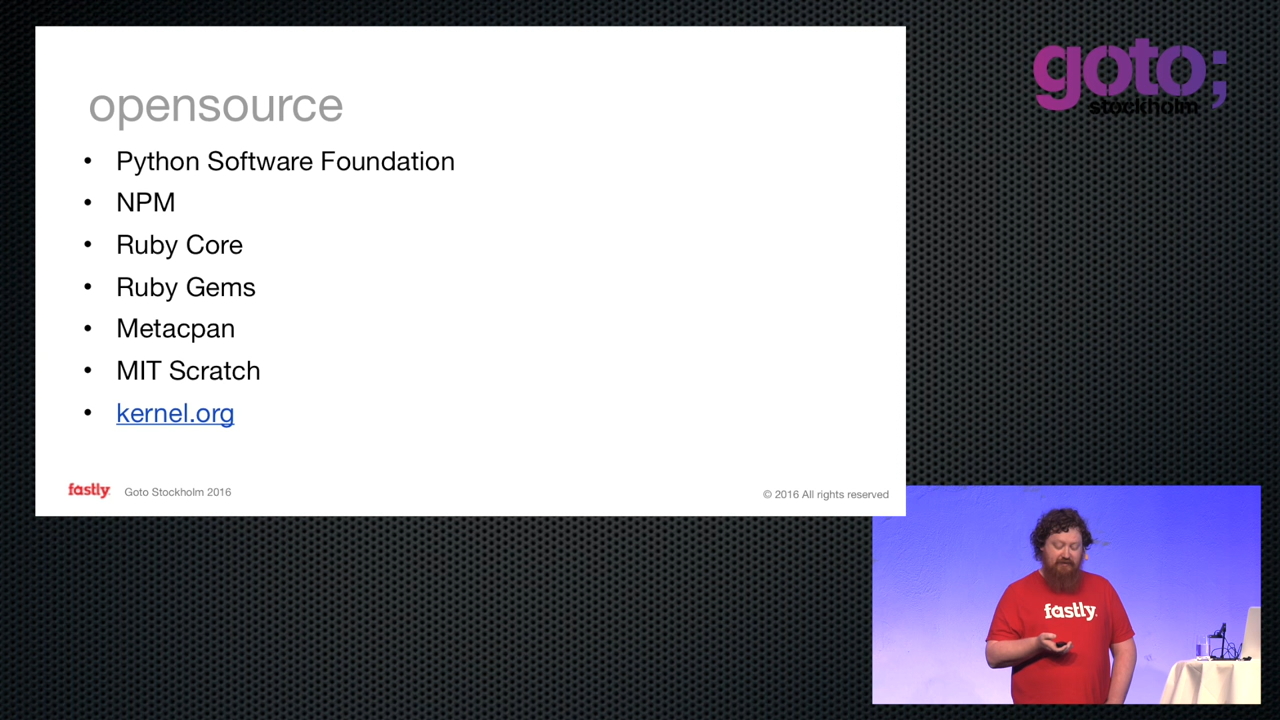 opensource
• Python Software Foundation
• NPM
• Ruby Core
• Ruby Gems
• Metacpan
• MIT Scratch
• kernel.org
fastly
Goto Stockholm 2016
© 2016 All rights reserved
goto;
stockholm
fastly